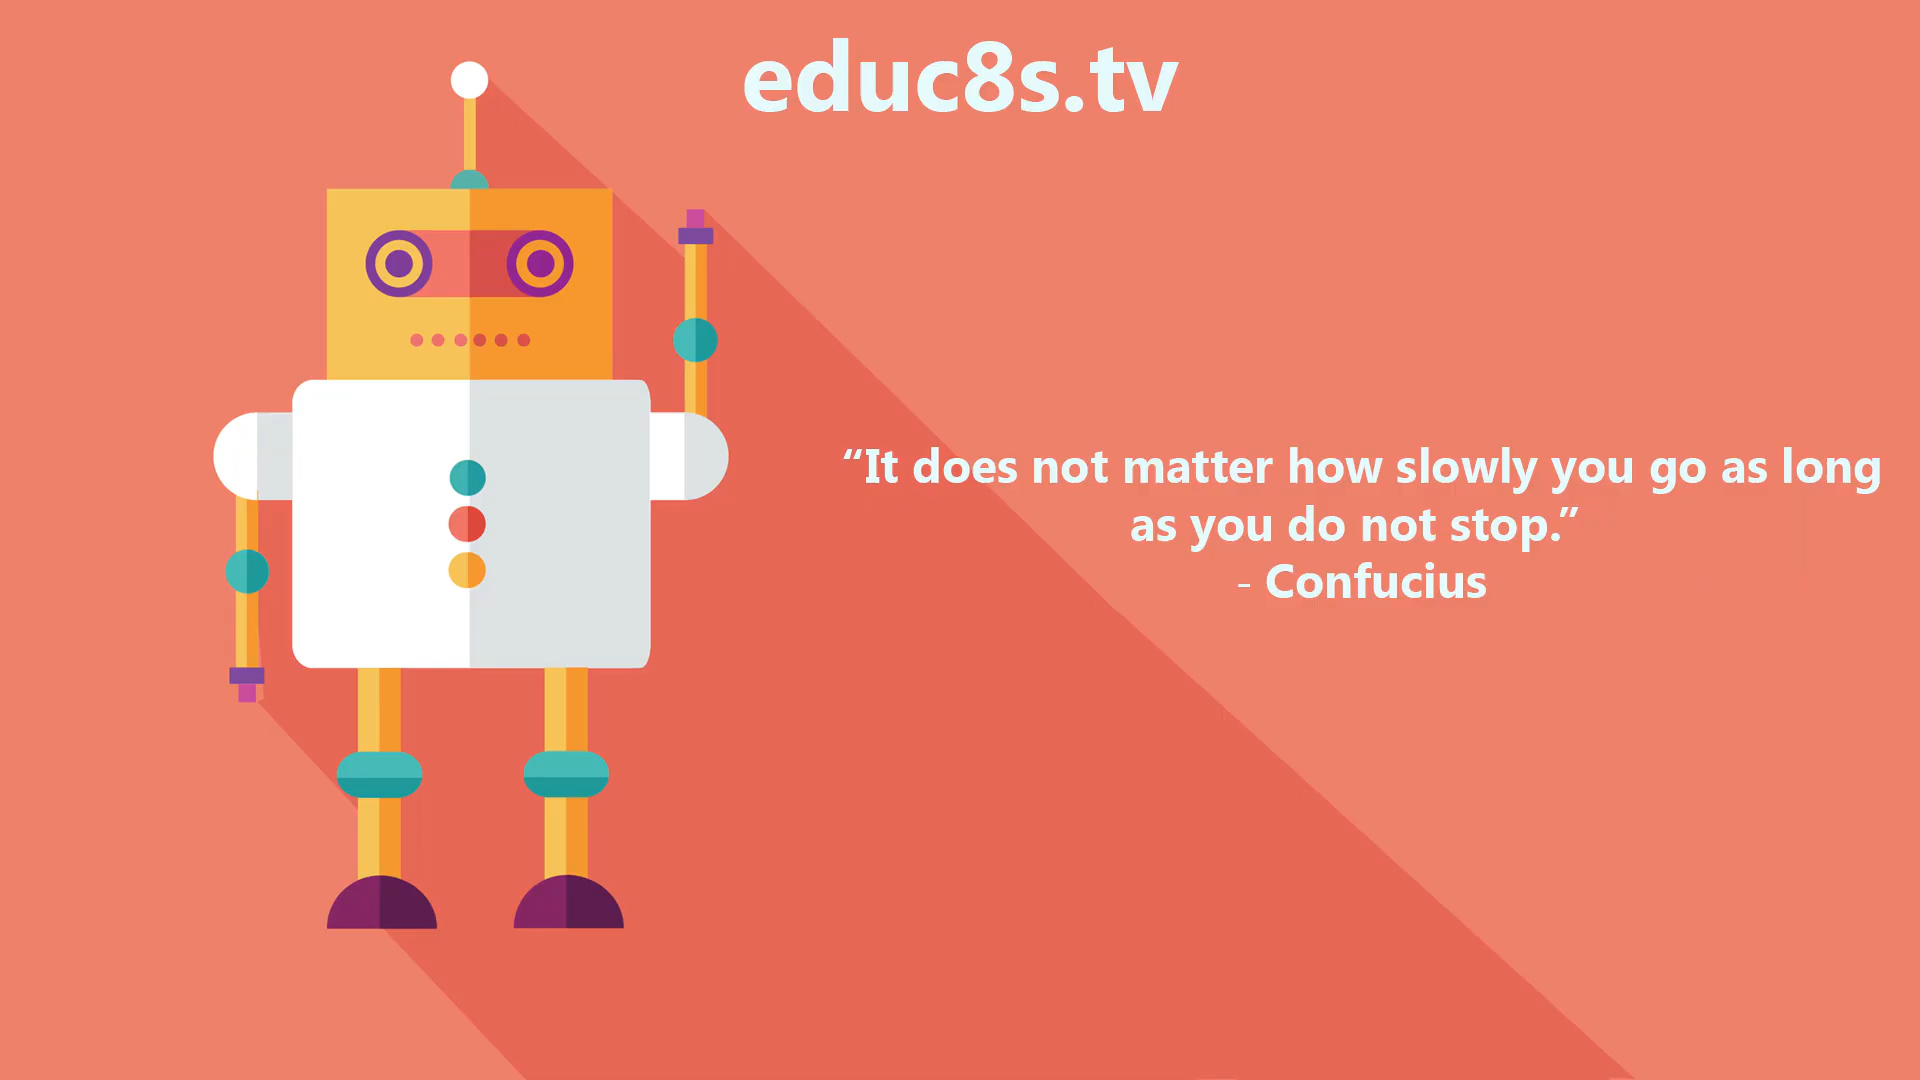 educ8s.tv
“It does not matter how slowly you go as long
as you do not stop.”
- Confucius